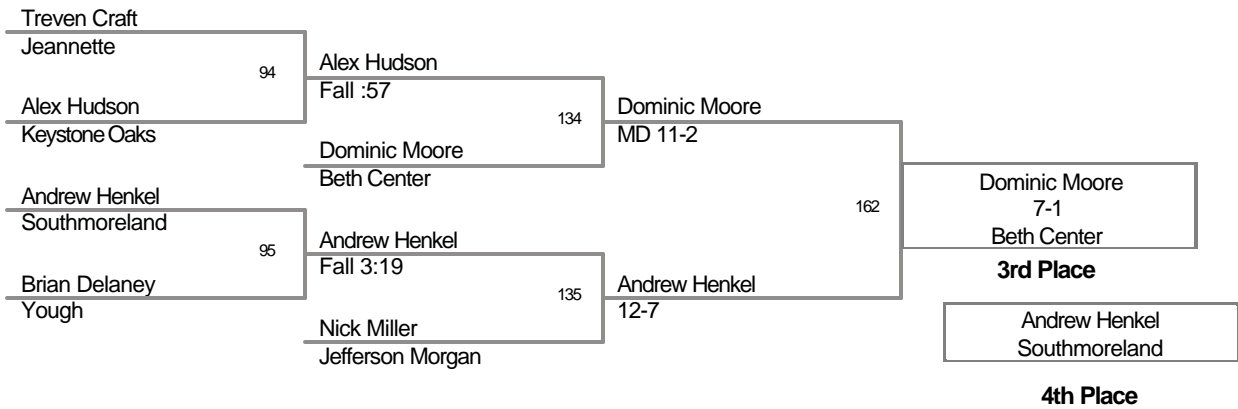 Treven Craft
Jeannette
94
Alex Hudson
Fall :57
Alex Hudson
Keystone Oaks
134
Dominic Moore
MD 11-2
Dominic Moore
Beth Center
Andrew Henkel
Southmoreland
162
Dominic Moore
7-1
Beth Center
3rd Place
95
Andrew Henkel
Fall 3:19
Brian Delaney
Yough
135
Andrew Henkel
12-7
Nick Miller
Jefferson Morgan
Andrew Henkel
Southmoreland
4th Place